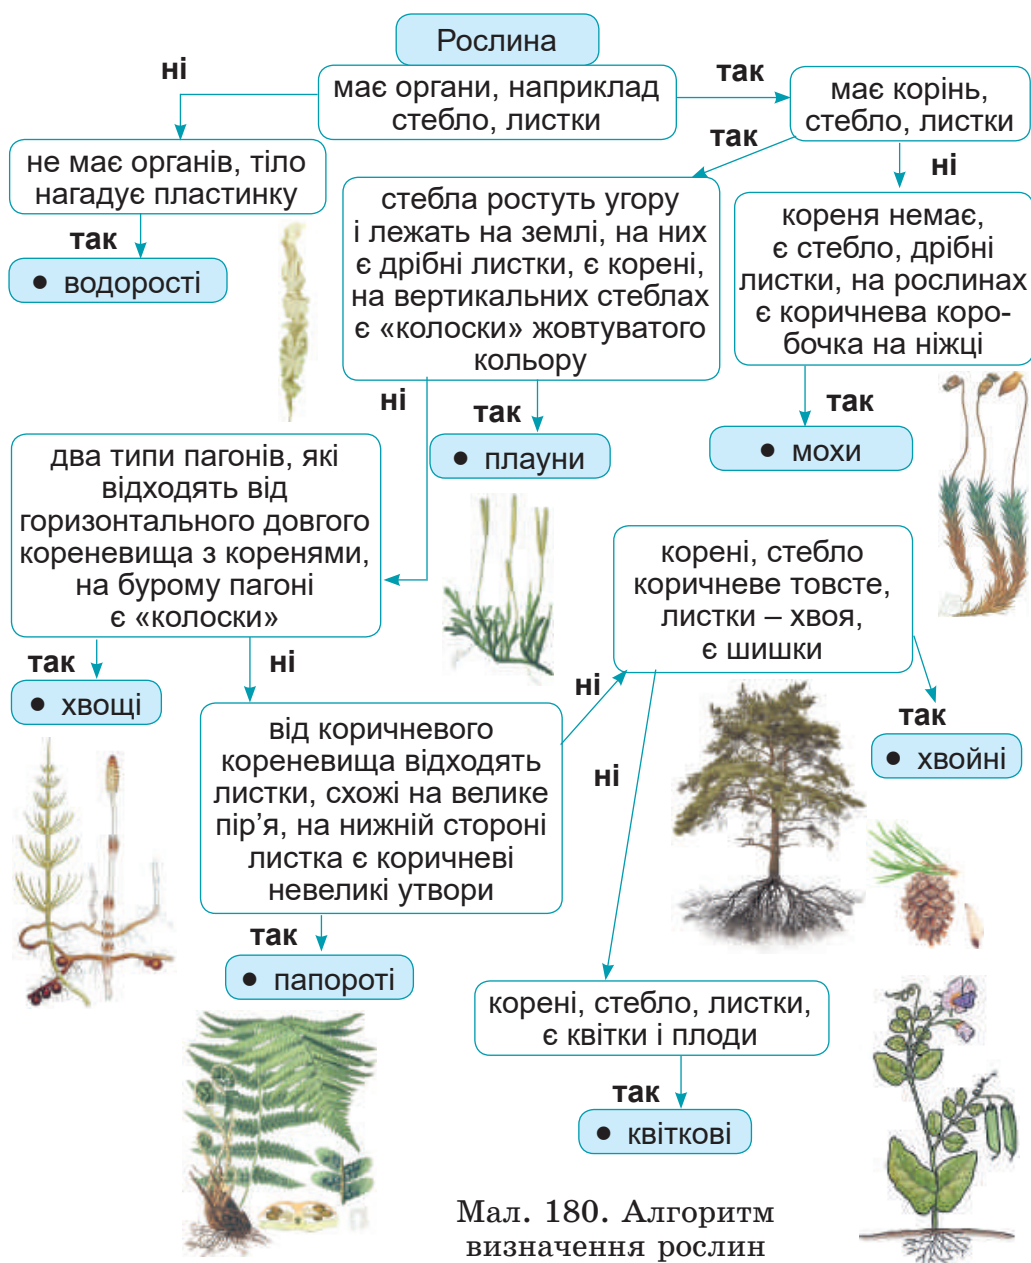 Рослина
має органи, наприклад
стебло, листки
ні
так
має корінь,
стебло, листки
не має органів, тіло
нагадує пластинку
так
• водорості
так
ні
стебла ростуть угору
і лежать на землі, на них
є дрібні листки, є корені,
на вертикальних стеблах
є «колоски» жовтуватого
кольору
кореня немає,
є стебло, дрібні
листки, на рослинах
є коричнева коро-
бочка на ніжці
ні
так
• плауни
так
• мохи
два типи пагонів, які
відходять від
горизонтального довгого
кореневища з коренями,
на бурому пагоні
є «колоски»
так
• хвощі
ні
корені, стебло
коричневе товсте,
листки – хвоя,
є шишки
ні
так
• хвойні
від коричневого
кореневища відходять
листки, схожі на велике
пір’я, на нижній стороні
листка є коричневі
невеликі утвори
ні
так
• папороті
корені, стебло, листки,
є квітки і плоди
так
• квіткові
Мал. 180. Алгоритм
визначення рослин